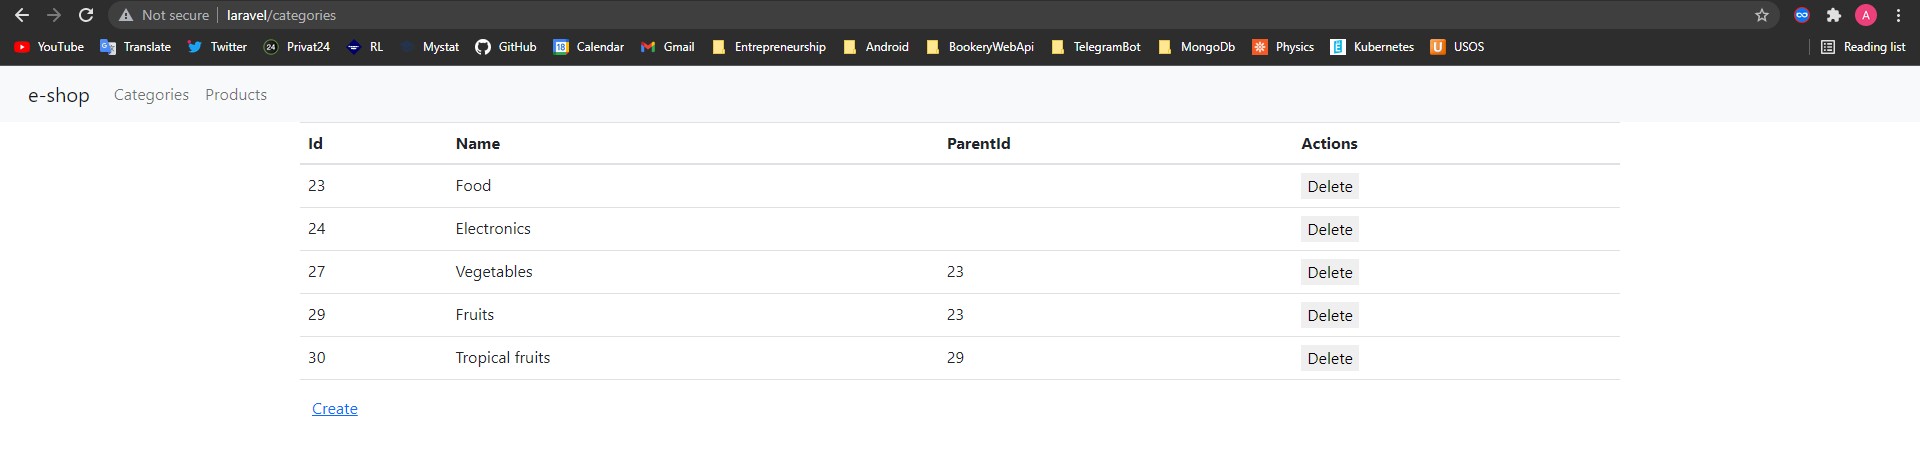 Not secure laravel/categories A
YouTube Translate Twitter 24 Privat24 RL Mystat GitHub 18 Calendar Gmail Entrepreneurship Android BookeryWebApi TelegramBot MongoDb Physics Kubernetes USOS Reading list
e-shop Categories Products
Id Name ParentId Actions
23 Food Delete
24 Electronics Delete
27 Vegetables 23 Delete
29 Fruits 23 Delete
30 Tropical fruits 29 Delete
Create